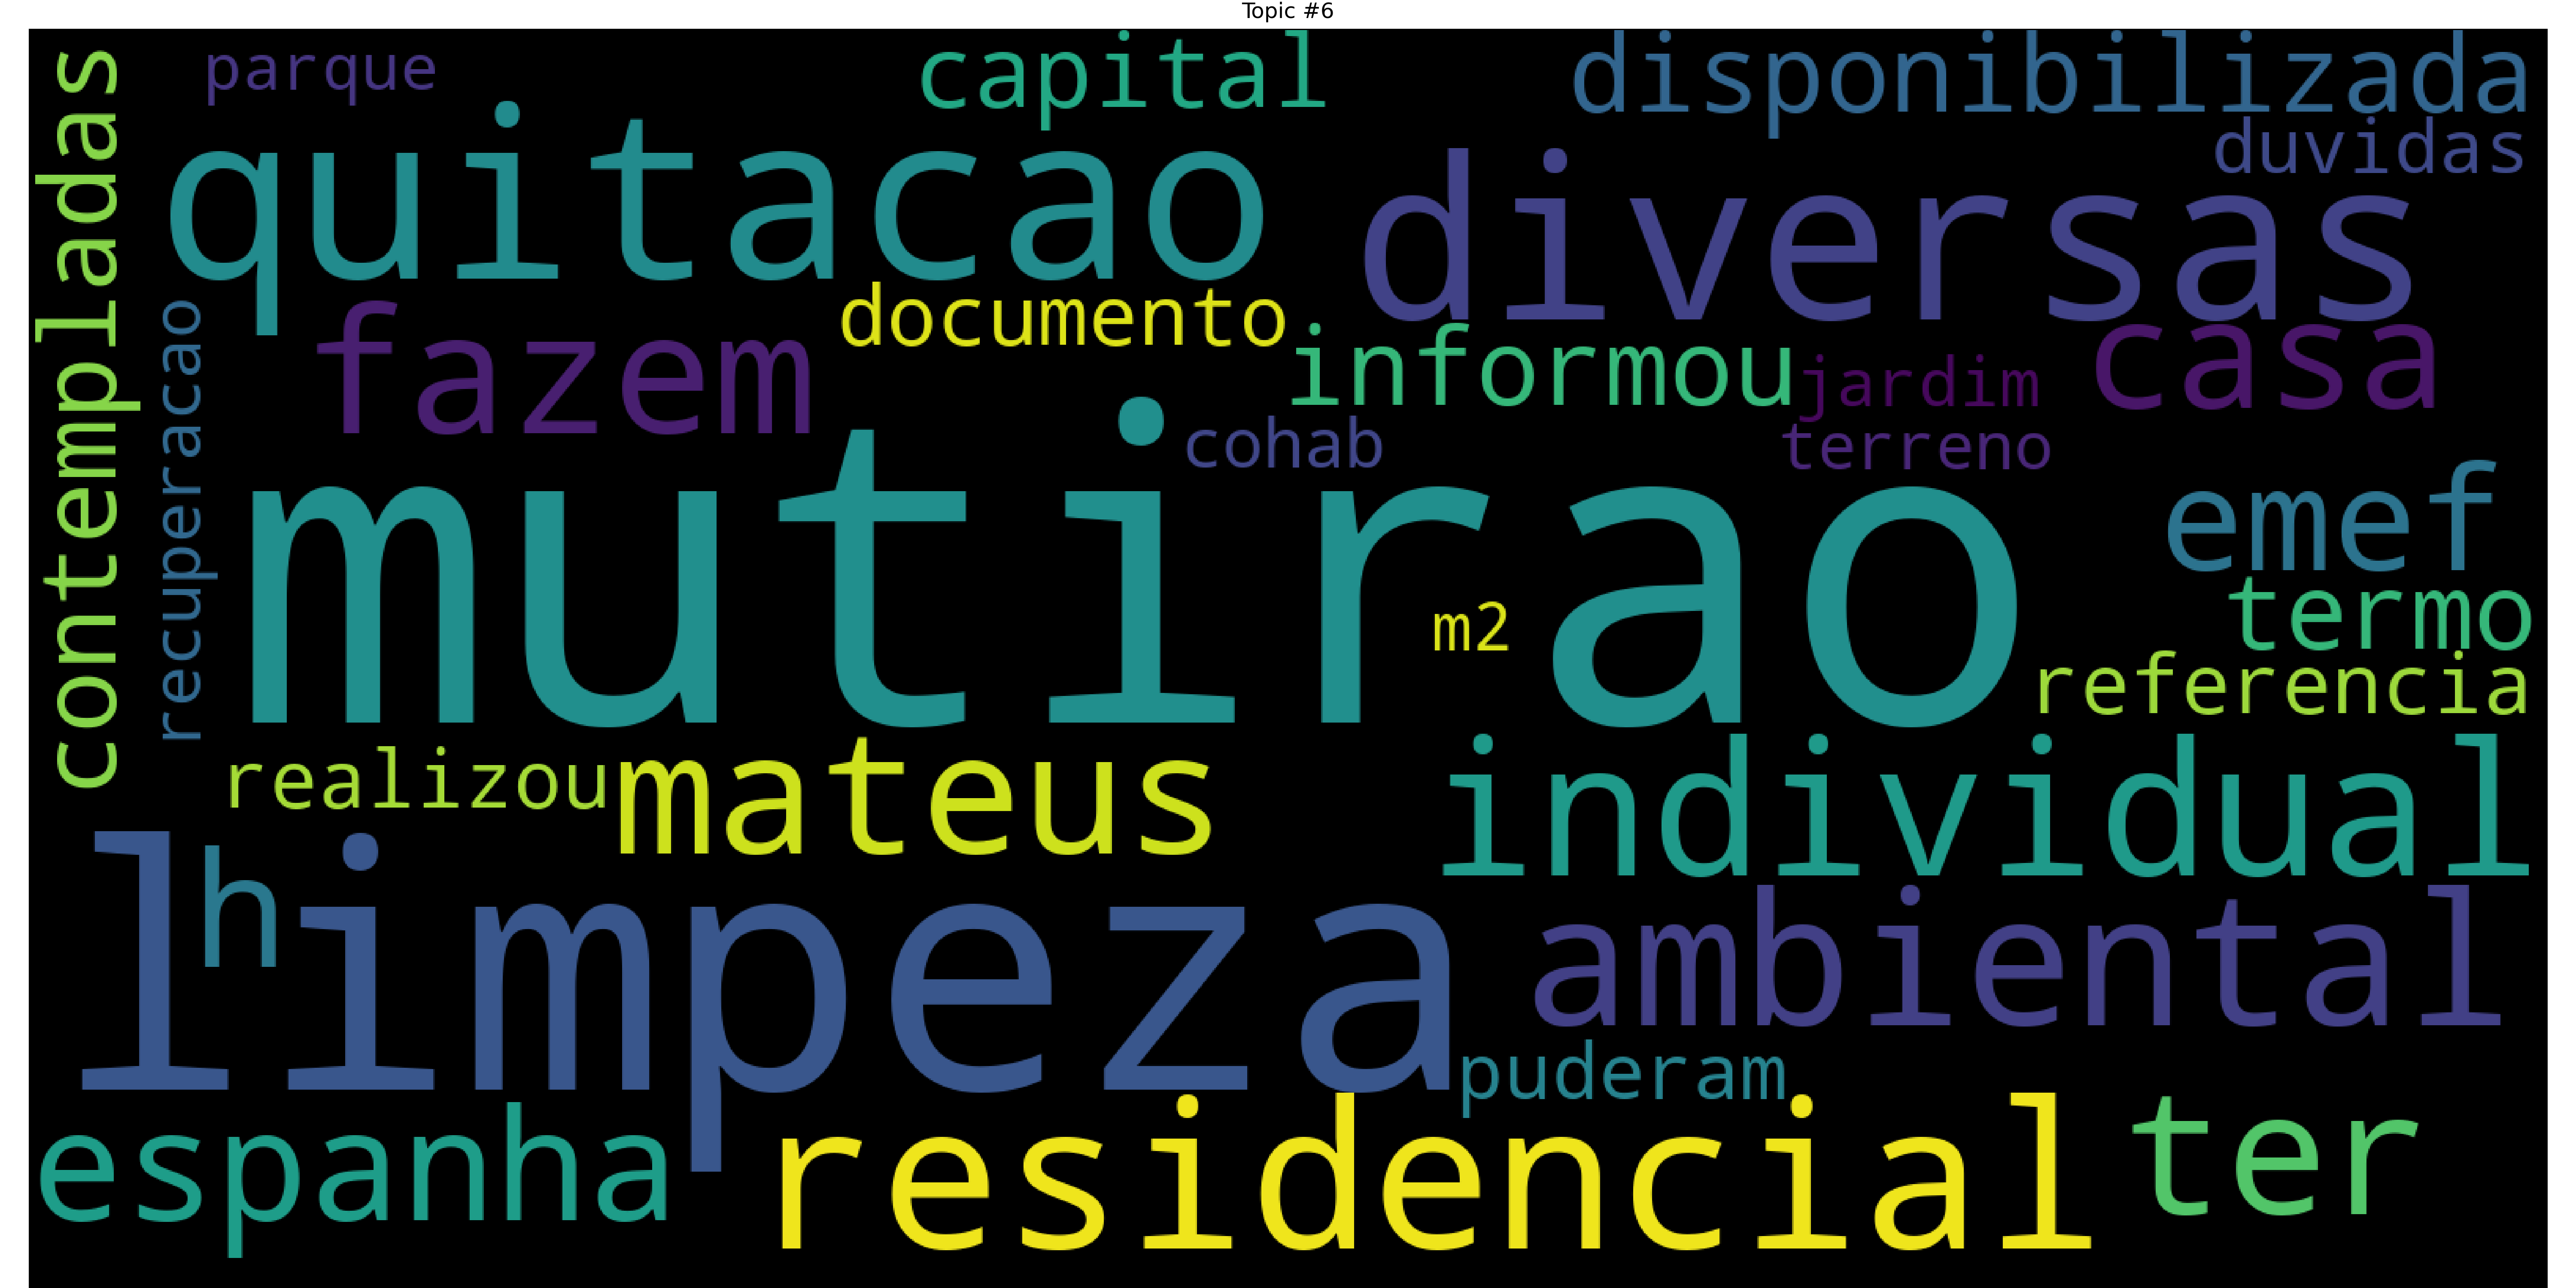 Topic #6
parque
capital
disponibilizada
duvidas
contempladas
quitacao
diversas
documento
fazem
informou
jardim
casa
recuperacao
cohab
terreno
mutirao
emef
m2
termo
referencia
realizou
mateus
individual
h
limpeza
ambiental
puderam
espanha
residencial
ter